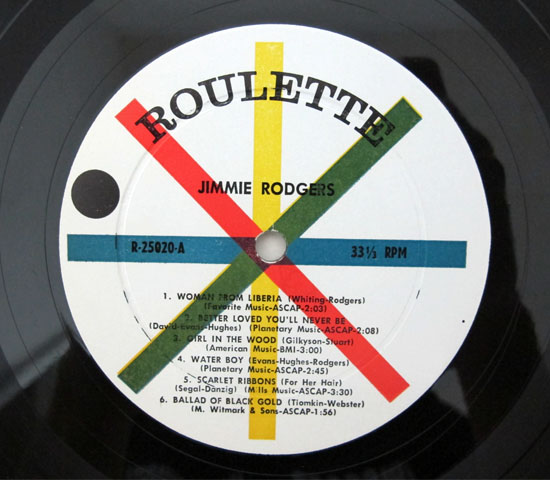 ROULETTE
JIMMIE RODGERS
R-25020-A 33⅓ RPM
1. WOMAN FROM LIBERIA (Whiting-Rodgers)
(Favorite Music-ASCAP-2:03)
2. BETTER LOVED YOU'LL NEVER BE
(David-Evans-Hughes) (Planetary Music-ASCAP-2:08)
3. GIRL IN THE WOOD (Gilkyson-Stuart)
(American Music-BMI-3:00)
4. WATER BOY (Evans-Hughes-Rodgers)
(Planetary Music-ASCAP-2:45)
5. SCARLET RIBBONS (For Her Hair)
(Segal-Danzig) (Mills Music-ASCAP-3:30)
6. BALLAD OF BLACK GOLD (Tiomkin-Webster)
(M. Witmark & Sons-ASCAP-1:56)